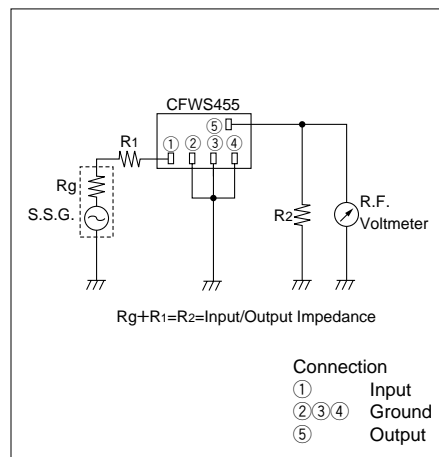 CFWS455
⑤
R1
① ② ③ ④
Rg
S.S.G.
R2
R.F.
Voltmeter
Rg+R1=R2=Input/Output Impedance
Connection
① Input
②③④ Ground
⑤ Output